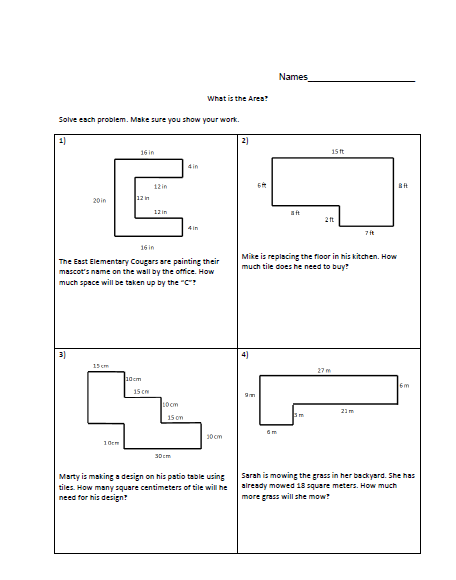 Names
What is the Area?
Solve each problem. Make sure you show your work.
1)
16 in
4 in
12 in
20 in
12 in
12 in
4 in
16 in
The East Elementary Cougars are painting their
mascot's name on the wall by the office. How
much space will be taken up by the "C"?
2)
15 ft
6 ft
8 ft
8 ft
2 ft
7 ft
Mike is replacing the floor in his kitchen. How
much tile does he need to buy?
3)
15 cm
10cm
15 cm
10cm
15 cm
10cm
10 cm
30 cm
Marty is making a design on his patio table using
tiles. How many square centimeters of tile will he
need for his design?
4)
27 m
6 m
9 m
21 m
3 m
6 m
Sarah is mowing the grass in her backyard. She has
already mowed 18 square meters. How much
more grass will she mow?